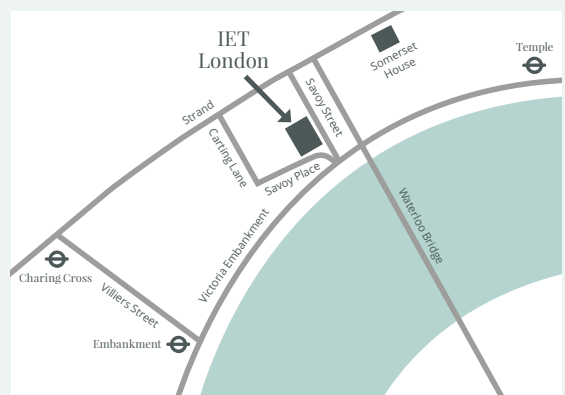 IET
London
Somerset
House
Temple
Strand
Savoy Street
Carting Lane
Savoy Place
Waterloo Bridge
Victoria Embankment
Charing Cross
Villiers Street
Embankment